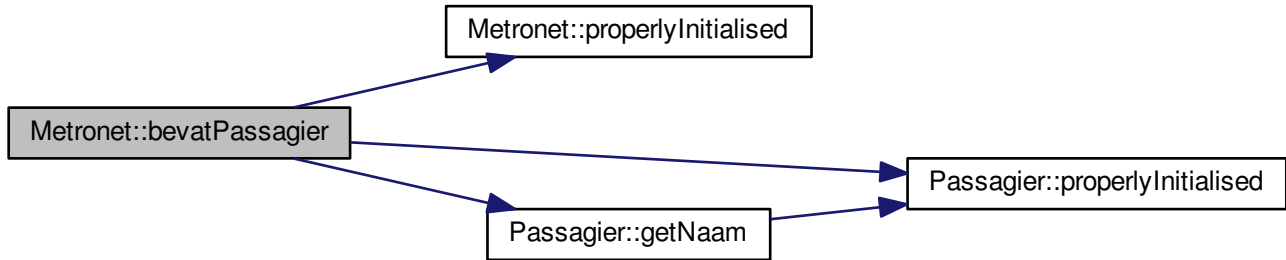 Metronet::properlyInitialised
Metronet::bevatPassagier
Passagier::properlyInitialised
Passagier::getNaam